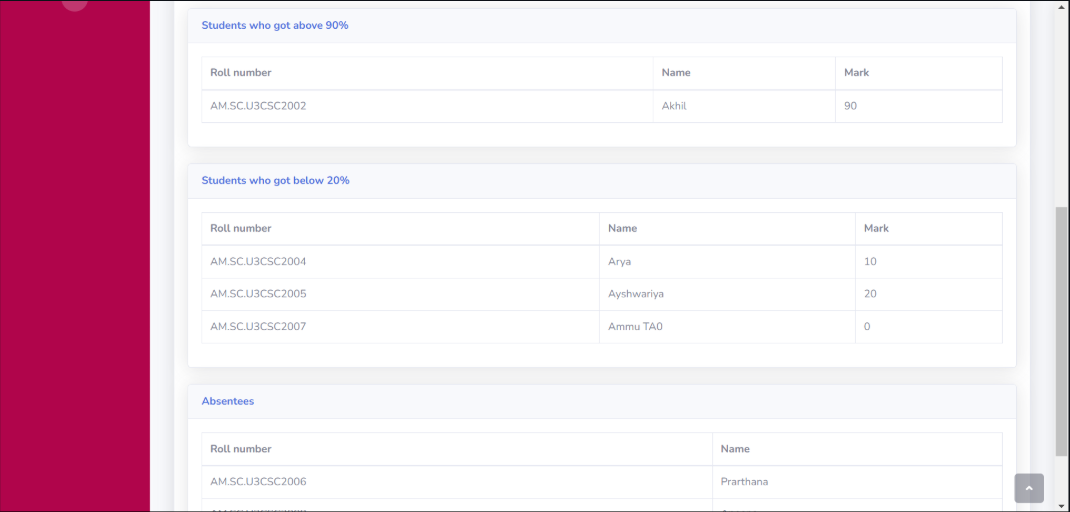 Students who got above 90%
Roll number Name Mark
AM.SC.U3CSC2002 Akhil 90
Students who got below 20%
Roll number Name Mark
AM.SC.U3CSC2004 Arya 10
AM.SC.U3CSC2005 Ayshwariya 20
AM.SC.U3CSC2007 Ammu TA0 0
Absentees
Roll number Name
AM.SC.U3CSC2006 Prarthana